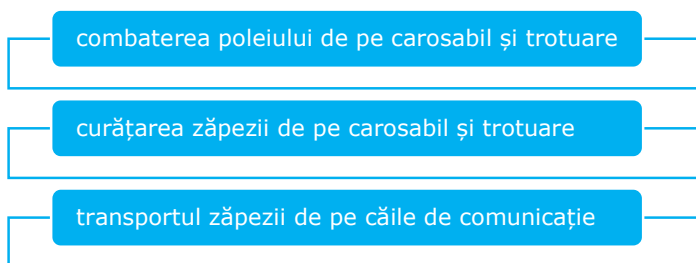 combaterea poleiului de pe carosabil și trotuare
curățarea zăpezii de pe carosabil și trotuare
transportul zăpezii de pe căile de comunicație